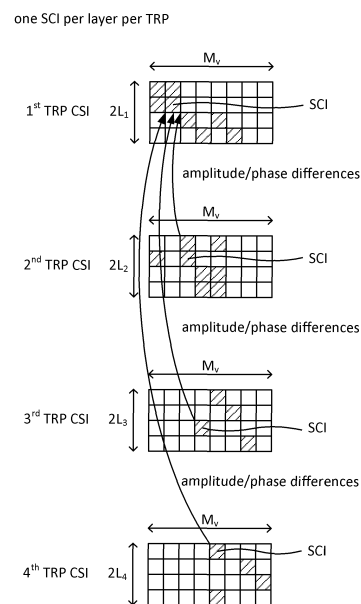 one SCI per layer per TRP
Mv
1st TRP CSI 2L1 SCI
amplitude/phase differences
Mv
2nd TRP CSI 2L2 SCI
amplitude/phase differences
Mv
3rd TRP CSI 2L3 SCI
amplitude/phase differences
Mv
4th TRP CSI 2L4 SCI